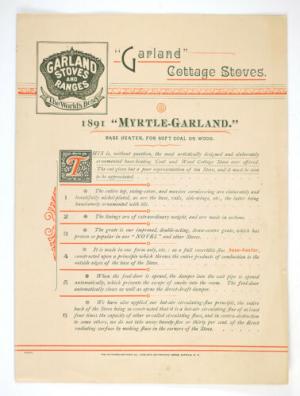 GARLAND
STOVES
AND
RANGES
The World's Best
"Garland"
Cottage Stoves.
1891 "MYRTLE-GARLAND."
BASE HEATER, FOR SOFT COAL OR WOOD.
THIS is, without question, the most artistically designed and elaborately
ornamented base-heating Coal and Wood Cottage Stove ever offered.
The cut gives but a poor representation of the Stove, and it must be seen
to be appreciated.
1 The entire top, swing-cover, and massive cornice-ring are elaborately and
beautifully nickel-plated, as are the base, rails, side-wings, etc., the latter being
handsomely ornamented with tile.
2 The linings are of extraordinary weight, and are made in sections.
3 The grate is our improved, double-acting, draw-centre grate, which has
proven so popular in our "NOVEL" and other Stoves.
4 It is made in one form only, etc.: as a full reversible flue base-heater,
constructed upon a principle which throws the entire products of combustion to the
outside edges of the base of the Stove.
5 When the feed-door is opened, the damper into the exit pipe is opened
automatically, which prevents the escape of smoke into the room. The feed-door
automatically closes as well as opens the direct-draft damper.
6 We have also applied our hot-air circulating-flue principle, the entire
back of the Stove being so constructed that it is a hot-air circulating flue of at least
four times the capacity of other so-called circulating flues, and in contra-distinction
to some others, we do not take away twenty-five or thirty per cent. of the direct
radiating surface by making flues in the corners of the Stove.